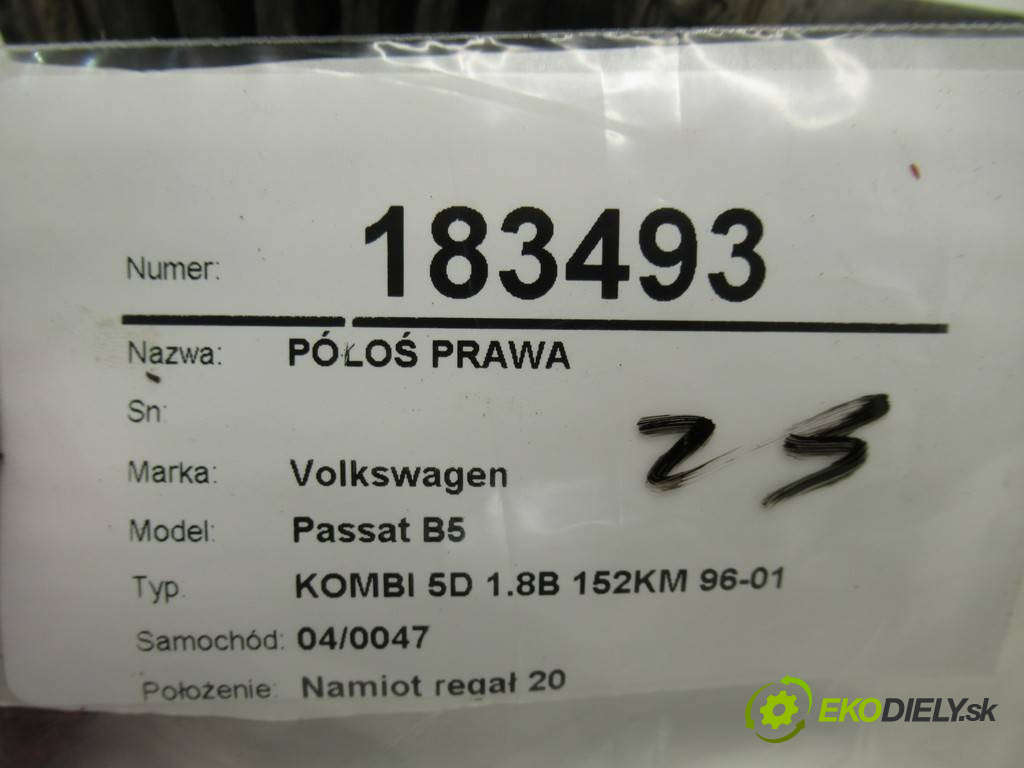 Numer: 183493
Nazwa: PÓŁOŚ PRAWA
Sn:
25
Marka: Volkswagen
Model: Passat B5
Typ: KOMBI 5D 1.8B 152KM 96-01
Samochód: 04/0047
Położenie: Namiot regał 20
EKODIELY.sk